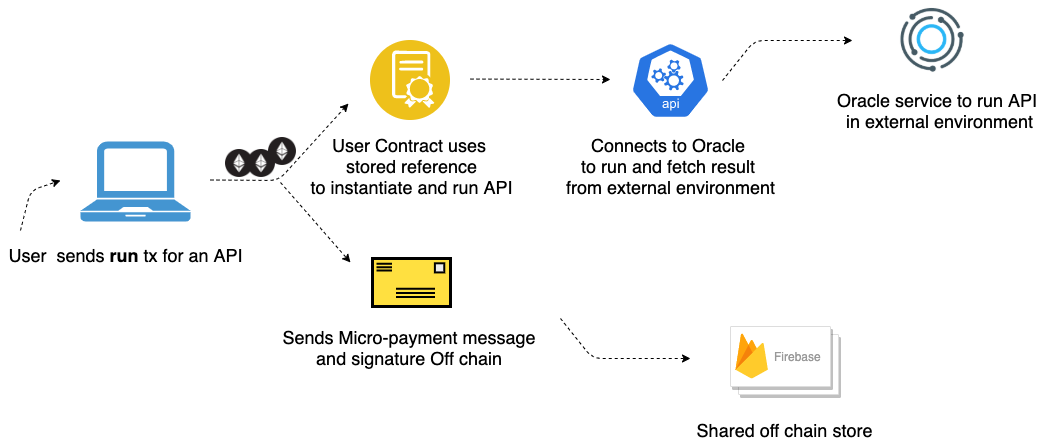 User sends run tx for an API
User Contract uses
stored reference
to instantiate and run API
api
Connects to Oracle
to run and fetch result
from external environment
Oracle service to run API
in external environment
Sends Micro-payment message
and signature Off chain
Firebase
Shared off chain store